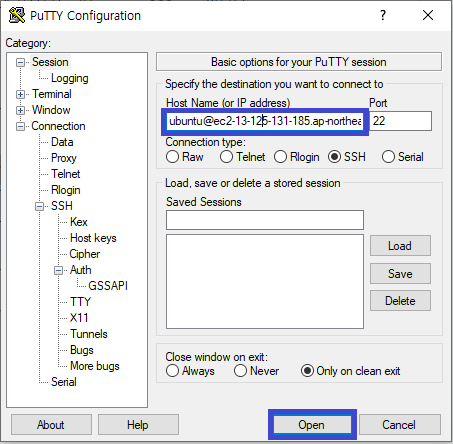 PuTTY Configuration
Category:
Session
Logging
Terminal
Window
Connection
Data
Proxy
Telnet
Rlogin
SSH
Kex
Host keys
Cipher
Auth
GSSAPI
TTY
X11
Tunnels
Bugs
More bugs
Serial
Basic options for your PuTTY session
Specify the destination you want to connect to
Host Name (or IP address) Port
ubuntu@ec2-13-125-131-185.ap-northea 22
Connection type:
Raw Telnet Rlogin SSH Serial
Load, save or delete a stored session
Saved Sessions
Load
Save
Delete
Close window on exit:
Always Never Only on clean exit
About Help Open Cancel